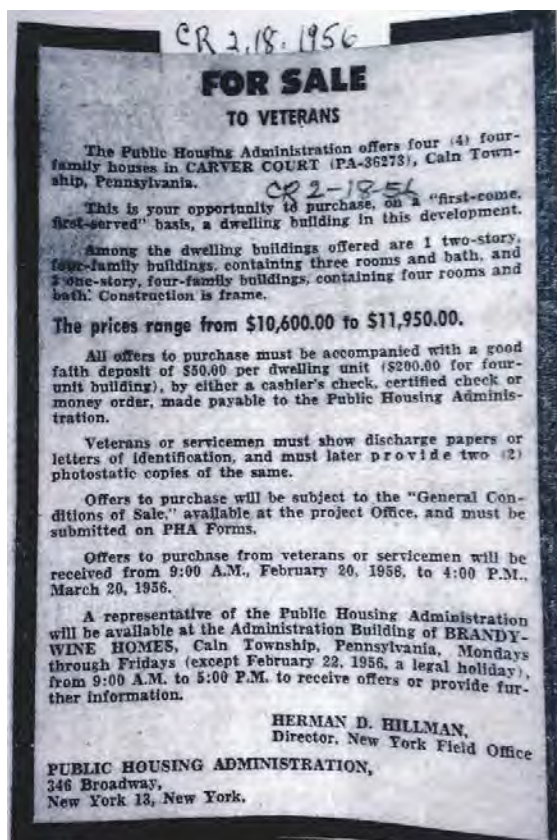 CR 2.18.1956
FOR SALE
TO VETERANS
The Public Housing Administration offers four (4) four-
family houses in CARVER COURT (PA-36273), Caln Town-
ship, Pennsylvania.
CR 2-18-56
This is your opportunity to purchase, on a "first-come,
first-served" basis, a dwelling building in this development.
Among the dwelling buildings offered are 1 two-story,
four-family buildings, containing three rooms and bath, and
3 one-story, four-family buildings, containing four rooms and
bath. Construction is frame.
The prices range from $10,600.00 to $11,950.00.
All offers to purchase must be accompanied with a good
faith deposit of $50.00 per dwelling unit ($200.00 for four-
unit building), by either a cashier's check, certified check or
money order, made payable to the Public Housing Adminis-
tration.
Veterans or servicemen must show discharge papers or
letters of identification, and must later provide two (2)
photostatic copies of the same.
Offers to purchase will be subject to the "General Con-
ditions of Sale," available at the project Office, and must be
submitted on PHA Forms.
Offers to purchase from veterans or servicemen will be
received from 9:00 A.M., February 20, 1956, to 4:00 P.M.,
March 20, 1956.
A representative of the Public Housing Administration
will be available at the Administration Building of BRANDY-
WINE HOMES, Caln Township, Pennsylvania, Mondays
through Fridays (except February 22, 1956, a legal holiday),
from 9:00 A.M. to 5:00 P.M. to receive offers or provide fur-
ther information.
HERMAN D. HILLMAN,
Director, New York Field Office
PUBLIC HOUSING ADMINISTRATION,
346 Broadway,
New York 13, New York.